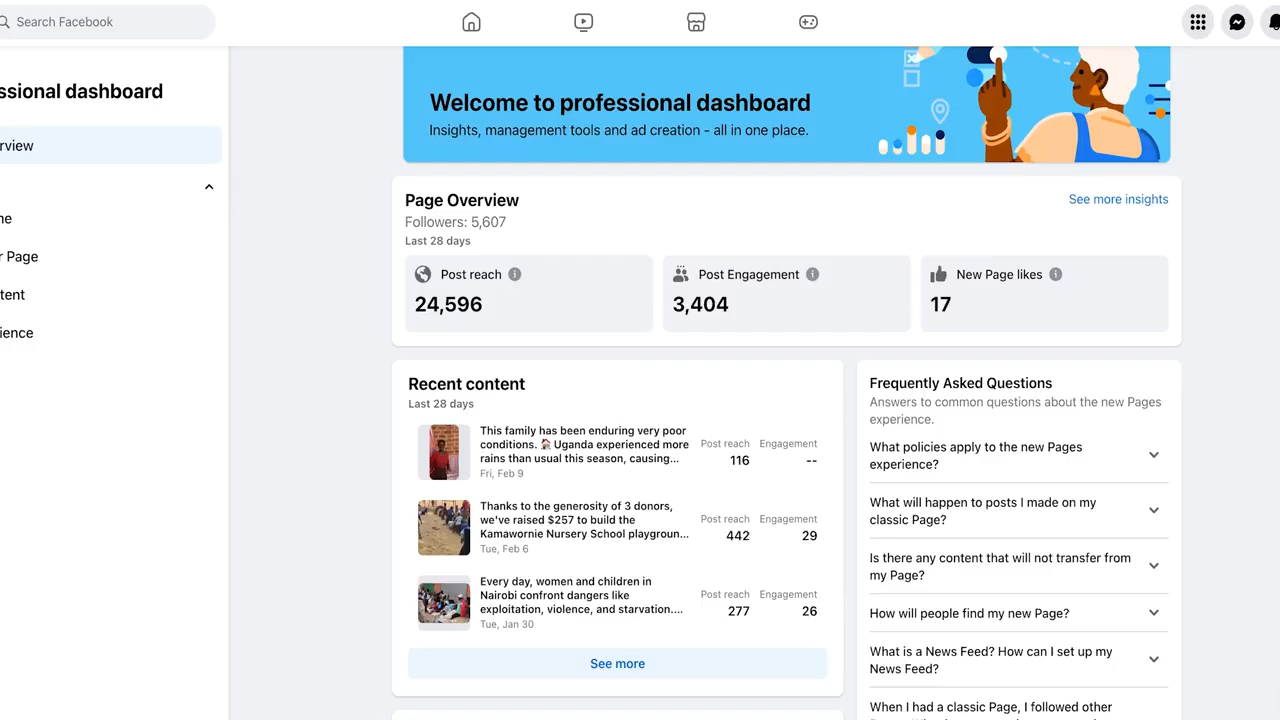 Search Facebook
ssional dashboard
rview
ne
r Page
tent
ience
Welcome to professional dashboard
Insights, management tools and ad creation - all in one place.
Page Overview
See more insights
Followers: 5,607
Last 28 days
Post reach
24,596
Post Engagement
3,404
New Page likes
17
Recent content
Last 28 days
This family has been enduring very poor
conditions. 🏠 Uganda experienced more
rains than usual this season, causing...
Fri, Feb 9
Post reach Engagement
116 --
Thanks to the generosity of 3 donors,
we've raised $257 to build the
Kamawornie Nursery School playgroun...
Tue, Feb 6
Post reach Engagement
442 29
Every day, women and children in
Nairobi confront dangers like
exploitation, violence, and starvation....
Tue, Jan 30
Post reach Engagement
277 26
See more
Frequently Asked Questions
Answers to common questions about the new Pages
experience.
What policies apply to the new Pages
experience?
What will happen to posts I made on my
classic Page?
Is there any content that will not transfer from
my Page?
How will people find my new Page?
What is a News Feed? How can I set up my
News Feed?
When I had a classic Page, I followed other